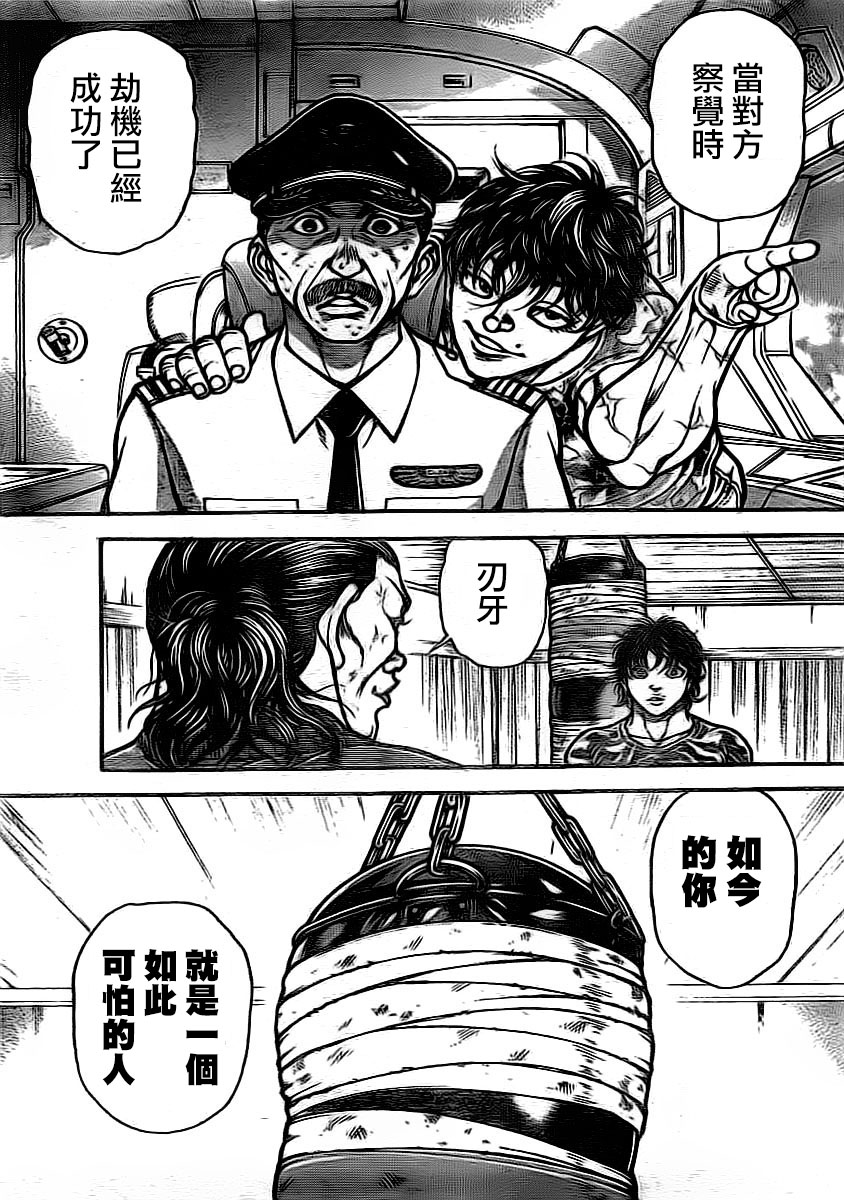 當對方
察覺時
劫機已經
成功了
刃牙
如今
的你
就是一個
如此
可怕的人